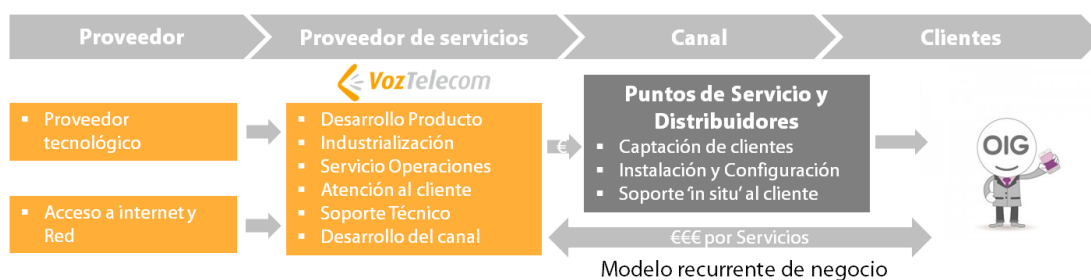 Proveedor
Proveedor de servicios
Canal
Clientes
VozTelecom
Proveedor
tecnológico
Acceso a internet y
Red
Desarrollo Producto
Industrialización
Servicio Operaciones
Atención al cliente
Soporte Técnico
Desarrollo del canal
€
Puntos de Servicio y
Distribuidores
Captación de clientes
Instalación y Configuración
Soporte 'in situ' al cliente
OIG
€€€ por Servicios
Modelo recurrente de negocio